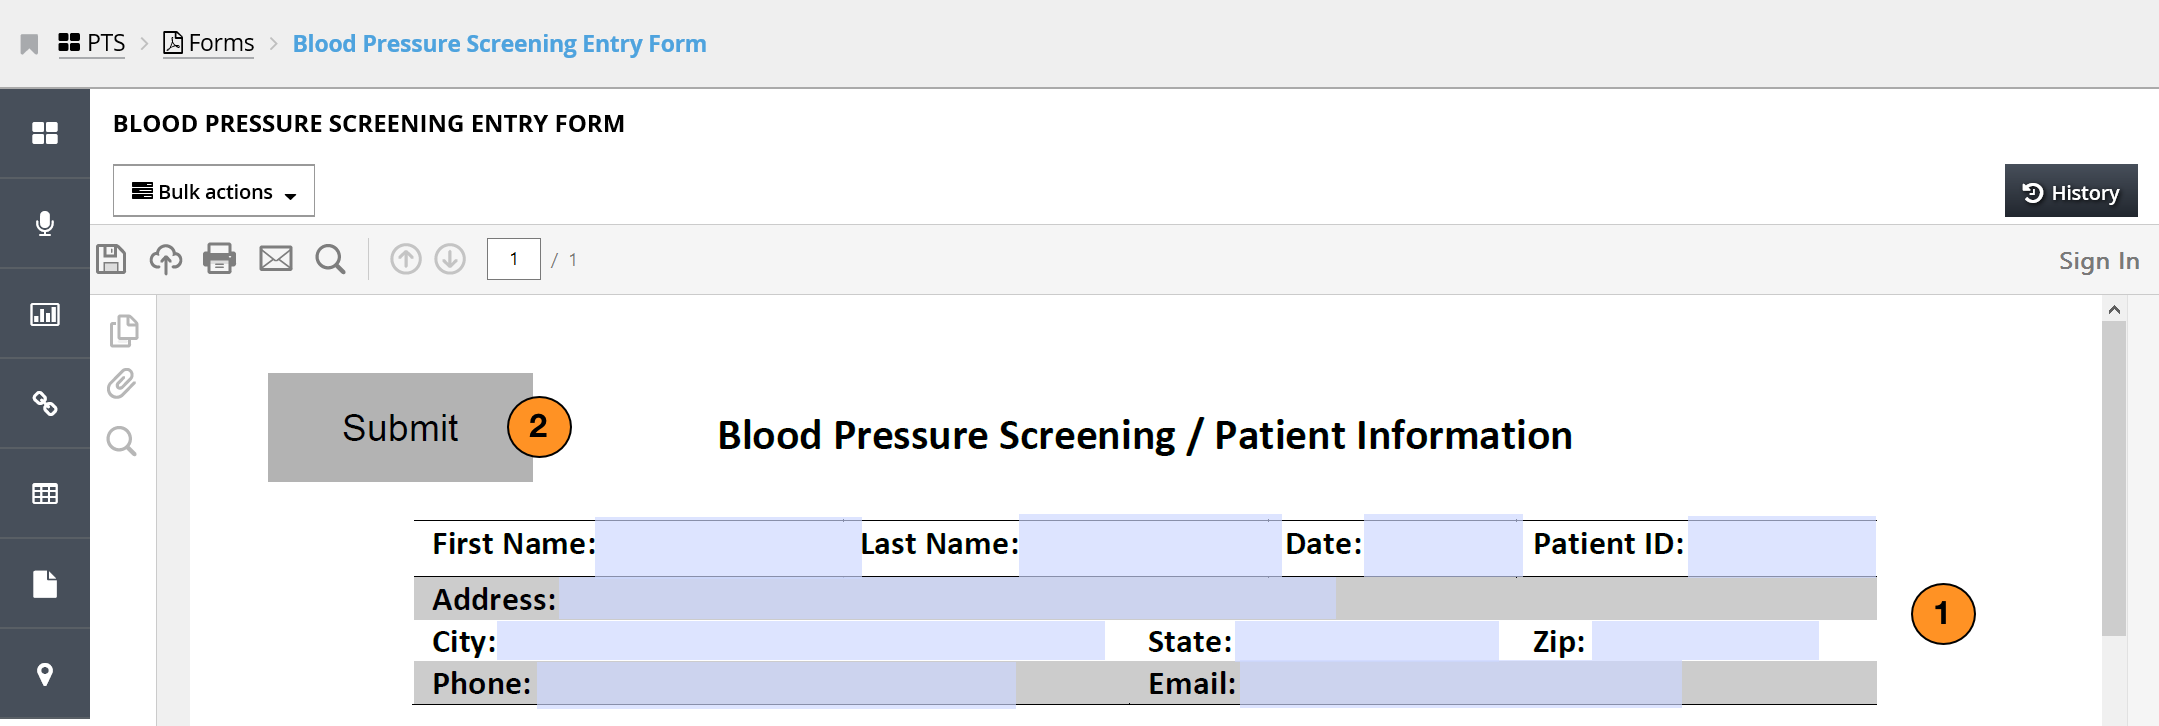 PTS > Forms > Blood Pressure Screening Entry Form
BLOOD PRESSURE SCREENING ENTRY FORM
Bulk actions
History
1 / 1
Sign In
Submit
2
Blood Pressure Screening / Patient Information
First Name: Last Name: Date: Patient ID:
Address:
1
City: State: Zip:
Phone: Email: